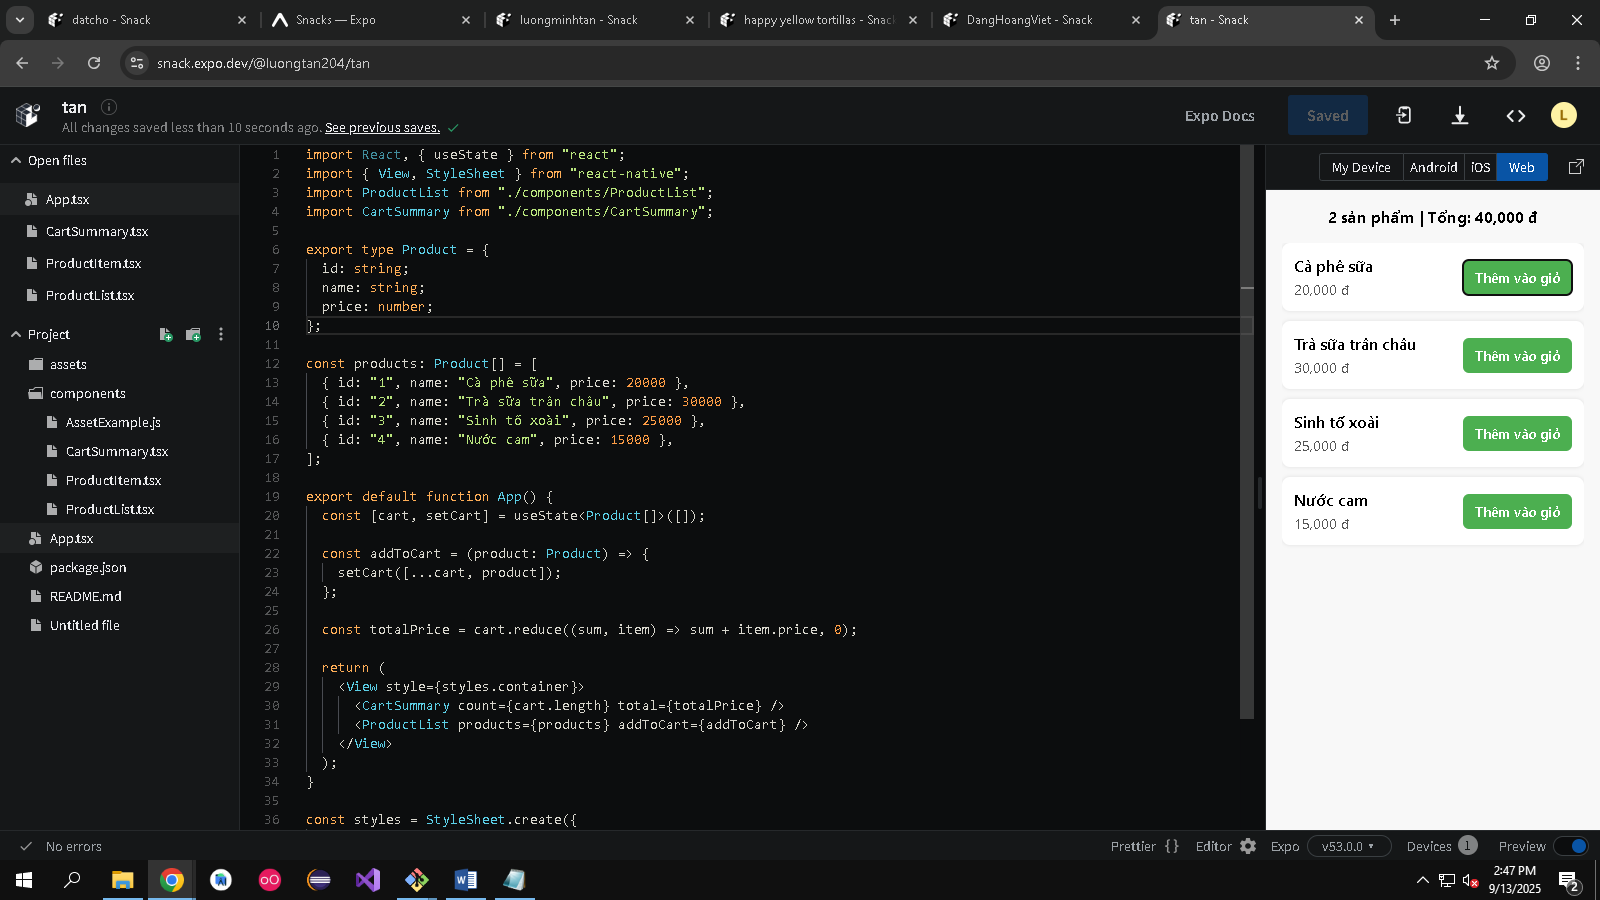 datcho - Snack
Snacks — Expo
luongminhtan - Snack
happy yellow tortillas - Snac
DangHoangViet - Snack
tan - Snack
snack.expo.dev/@luongtan204/tan
tan
All changes saved less than 10 seconds ago. See previous saves.
Expo Docs
Saved
L
Open files
App.tsx
CartSummary.tsx
ProductItem.tsx
ProductList.tsx
Project
assets
components
AssetExample.js
CartSummary.tsx
ProductItem.tsx
ProductList.tsx
App.tsx
package.json
README.md
Untitled file
1 import React, { useState } from "react";
2 import { View, StyleSheet } from "react-native";
3 import ProductList from "./components/ProductList";
4 import CartSummary from "./components/CartSummary";
5
6 export type Product = {
7 id: string;
8 name: string;
9 price: number;
10 };
11
12 const products: Product[] = [
13 { id: "1", name: "Cà phê sữa", price: 20000 },
14 { id: "2", name: "Trà sữa trân châu", price: 30000 },
15 { id: "3", name: "Sinh tố xoài", price: 25000 },
16 { id: "4", name: "Nước cam", price: 15000 },
17 ];
18
19 export default function App() {
20 const [cart, setCart] = useState<Product[]>([]);
21
22 const addToCart = (product: Product) => {
23 setCart([...cart, product]);
24 };
25
26 const totalPrice = cart.reduce((sum, item) => sum + item.price, 0);
27
28 return (
29 <View style={styles.container}>
30 <CartSummary count={cart.length} total={totalPrice} />
31 <ProductList products={products} addToCart={addToCart} />
32 </View>
33 );
34 }
35
36 const styles = StyleSheet.create({
My Device
Android
iOS
Web
2 sản phẩm | Tổng: 40,000 đ
Cà phê sữa
20,000 đ
Thêm vào giỏ
Trà sữa trân châu
30,000 đ
Thêm vào giỏ
Sinh tố xoài
25,000 đ
Thêm vào giỏ
Nước cam
15,000 đ
Thêm vào giỏ
No errors
Prettier {}
Editor
Expo
v53.0.0
Devices 1
Preview
2:47 PM
9/13/2025
2